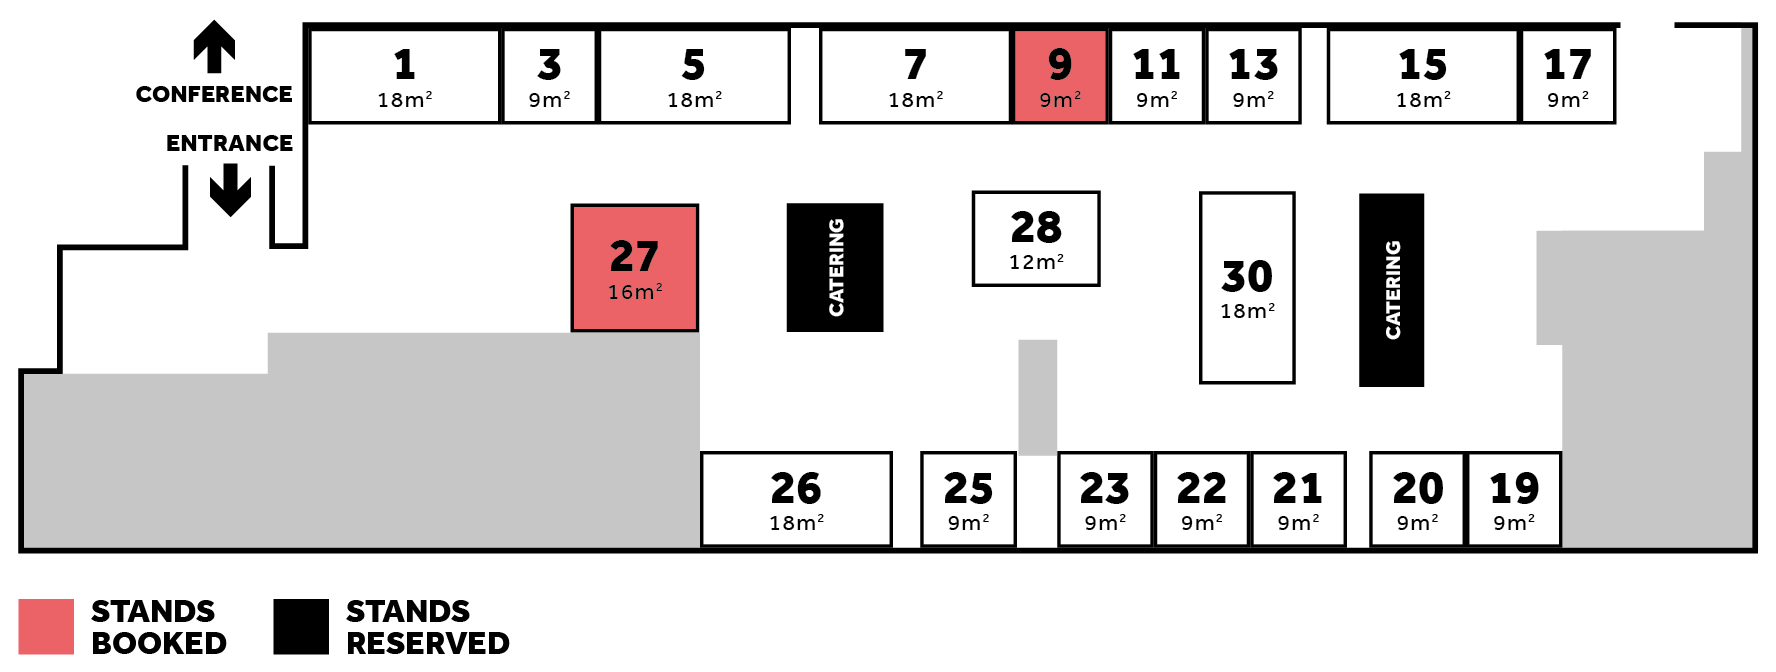 CONFERENCE
ENTRANCE
1
18m²
3
9m²
5
18m²
7
18m²
9
9m²
11
9m²
13
9m²
15
18m²
17
9m²
27
16m²
CATERING
28
12m²
30
18m²
CATERING
26
18m²
25
9m²
23
9m²
22
9m²
21
9m²
20
9m²
19
9m²
STANDS
BOOKED
STANDS
RESERVED